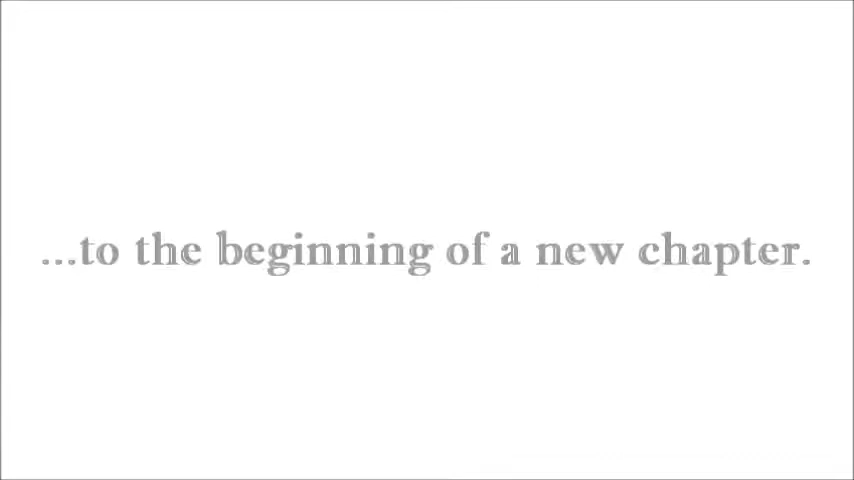 ...to the beginning of a new chapter.